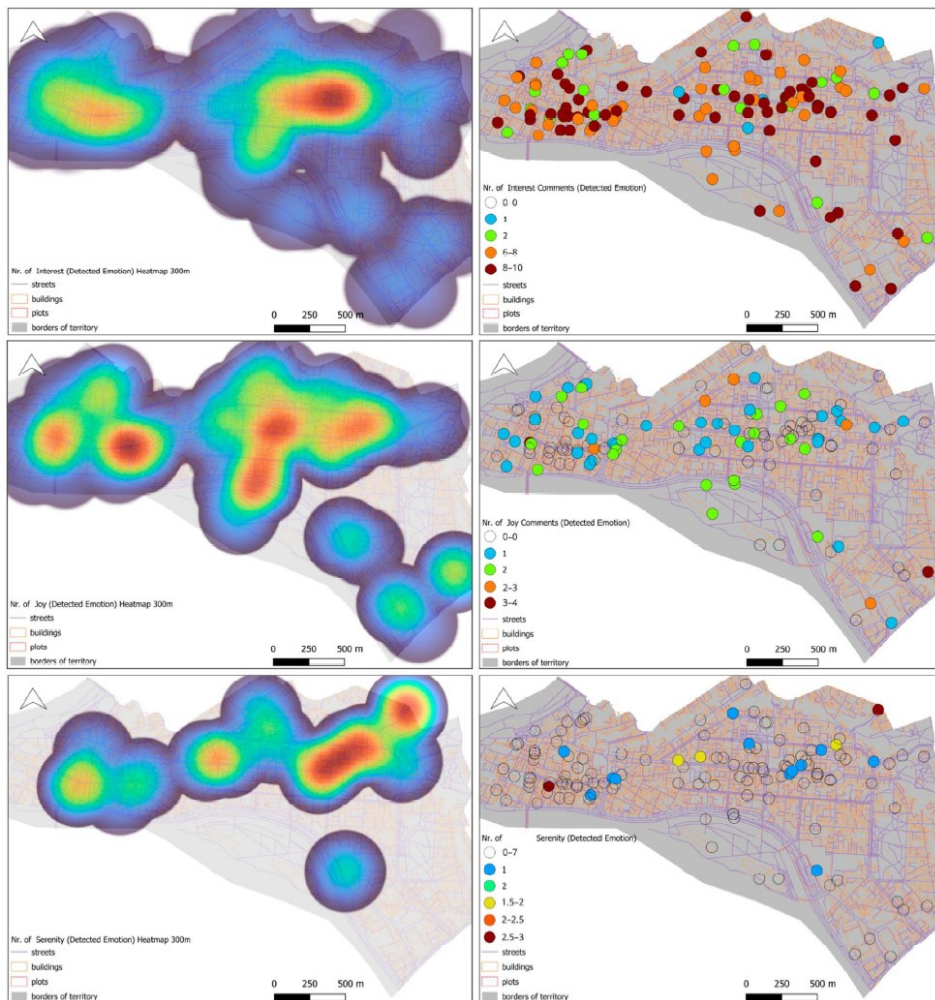 Nr. of Interest (Detected Emotion) Heatmap 300m
streets
buildings
plots
borders of territory
0 250 500 m
Nr. of Interest Comments (Detected Emotion)
0 0
1
2
6-8
8-10
streets
buildings
plots
borders of territory
0 250 500 m
Nr. of Joy (Detected Emotion) Heatmap 300m
streets
buildings
plots
borders of territory
0 250 500 m
Nr. of Joy Comments (Detected Emotion)
0-0
1
2
2-3
3-4
streets
buildings
plots
borders of territory
0 250 500 m
Nr. of Serenity (Detected Emotion) Heatmap 300m
streets
buildings
plots
borders of territory
0 250 500 m
Nr. of Serenity (Detected Emotion)
0-7
1
2
1.5-2
2-2.5
2.5-3
streets
buildings
plots
borders of territory
0 250 500 m